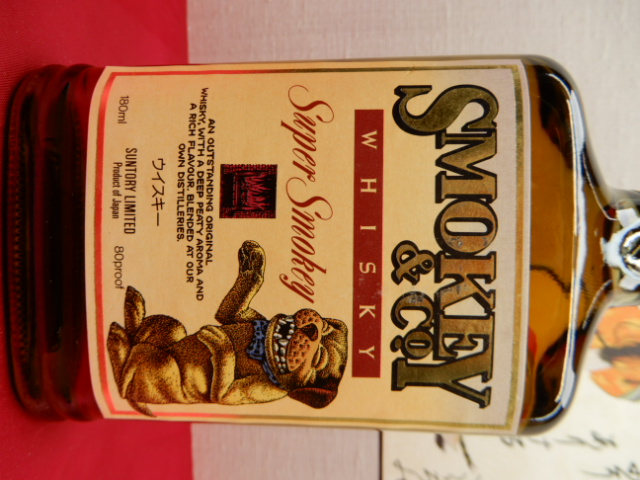 SMOKEY
& Co.
WHISKY
Super Smokey
AN OUTSTANDING ORIGINAL
WHISKY, WITH A DEEP PEATY AROMA AND
A RICH FLAVOUR, BLENDED AT OUR
OWN DISTILLERIES.
ウイスキー
180ml
SUNTORY LIMITED
Product of Japan
80proof